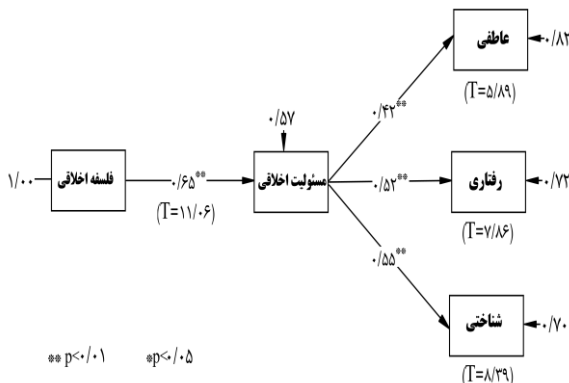 عاطفی
۰/۸۲
(T=۵/۸۹)
۰/۴۲**
۰/۵۷
۱/۰۰
فلسفه اخلاقی
۰/۶۵**
(T=۱۱/۰۶)
مسئولیت اخلاقی
۰/۵۲**
رفتاری
۰/۷۲
(T=۷/۸۶)
۰/۵۵**
شناختی
۰/۷۰
(T=۸/۳۹)
** p<۰/۰۱ *p<۰/۰۵